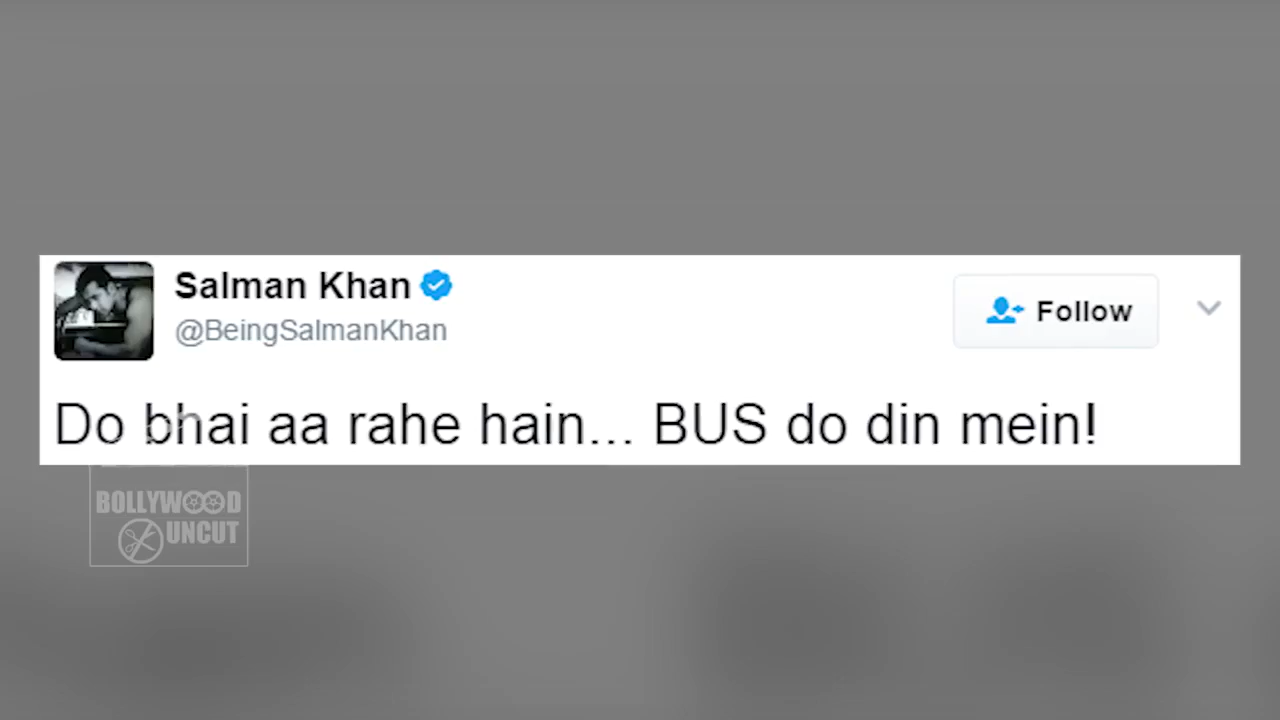 Salman Khan
@BeingSalmanKhan
Follow
Do bhai aa rahe hain... BUS do din mein!
BOLLYWOOD
UNCUT